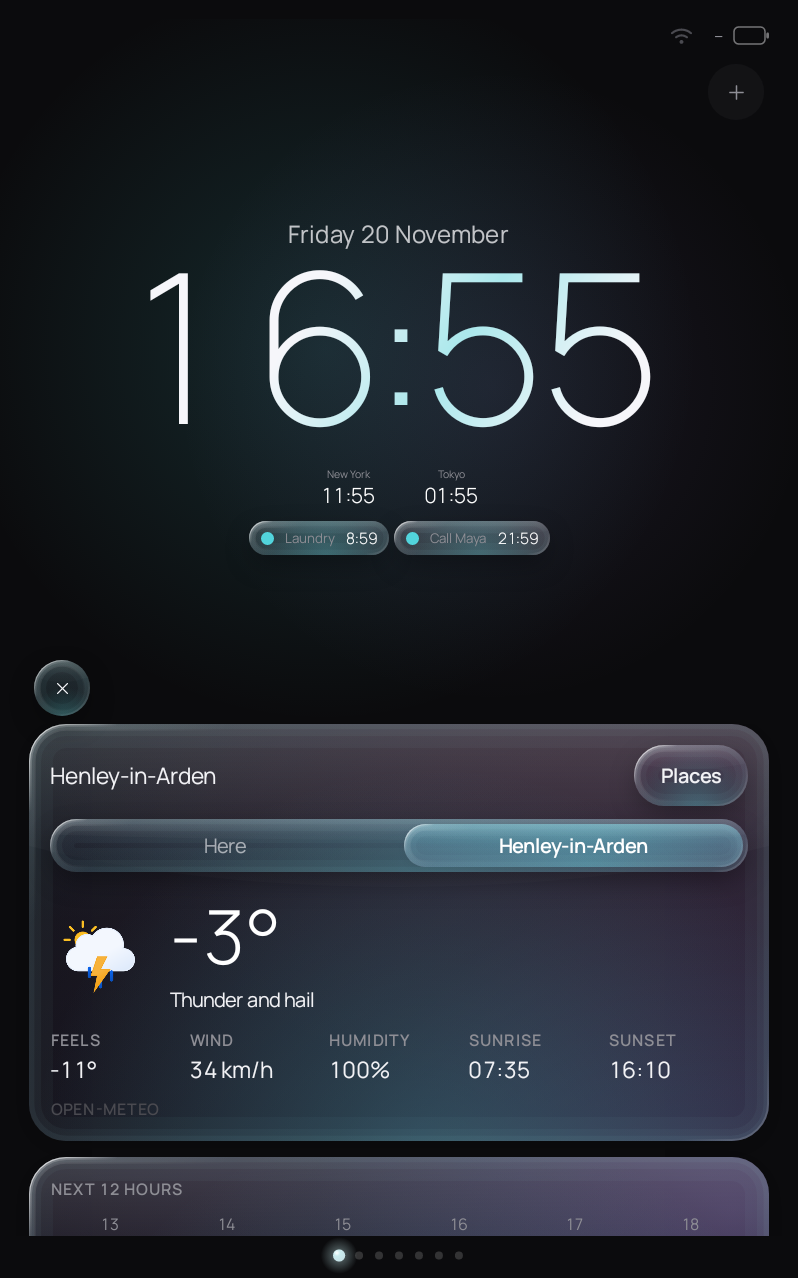 Friday 20 November
16:55
New York Tokyo
11:55 01:55
Laundry 8:59 Call Maya 21:59
Henley-in-Arden Places
Here Henley-in-Arden
-3°
Thunder and hail
FEELS WIND HUMIDITY SUNRISE SUNSET
-11° 34 km/h 100% 07:35 16:10
OPEN-METEO
NEXT 12 HOURS
13 14 15 16 17 18